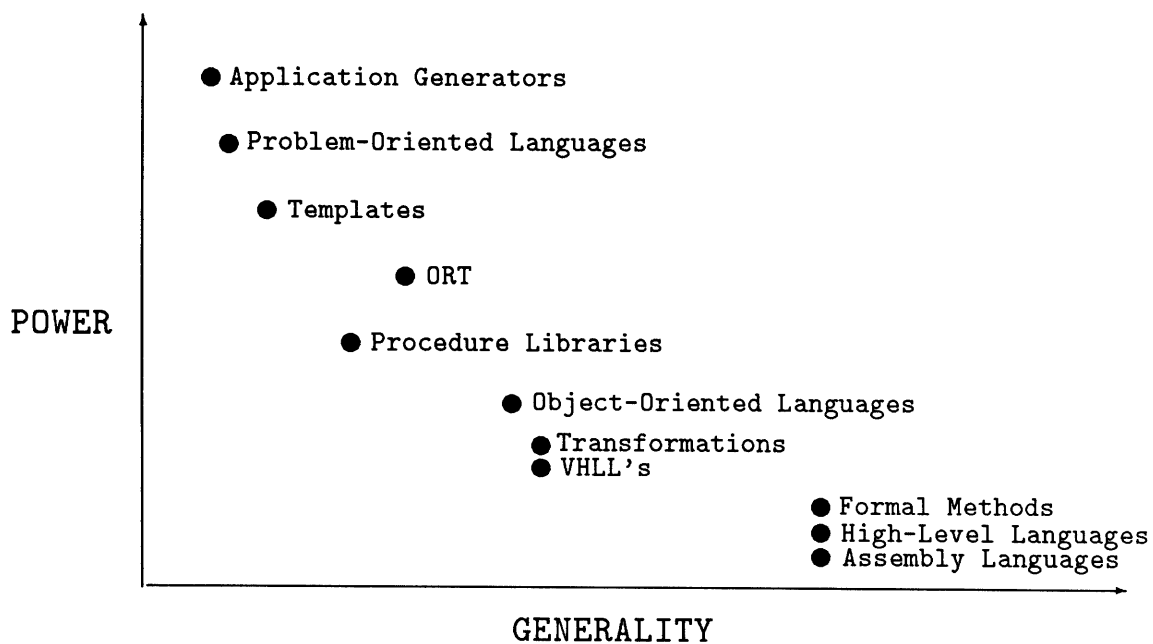 Application Generators
Problem-Oriented Languages
Templates
ORT
POWER
Procedure Libraries
Object-Oriented Languages
Transformations
VHLL's
Formal Methods
High-Level Languages
Assembly Languages
GENERALITY